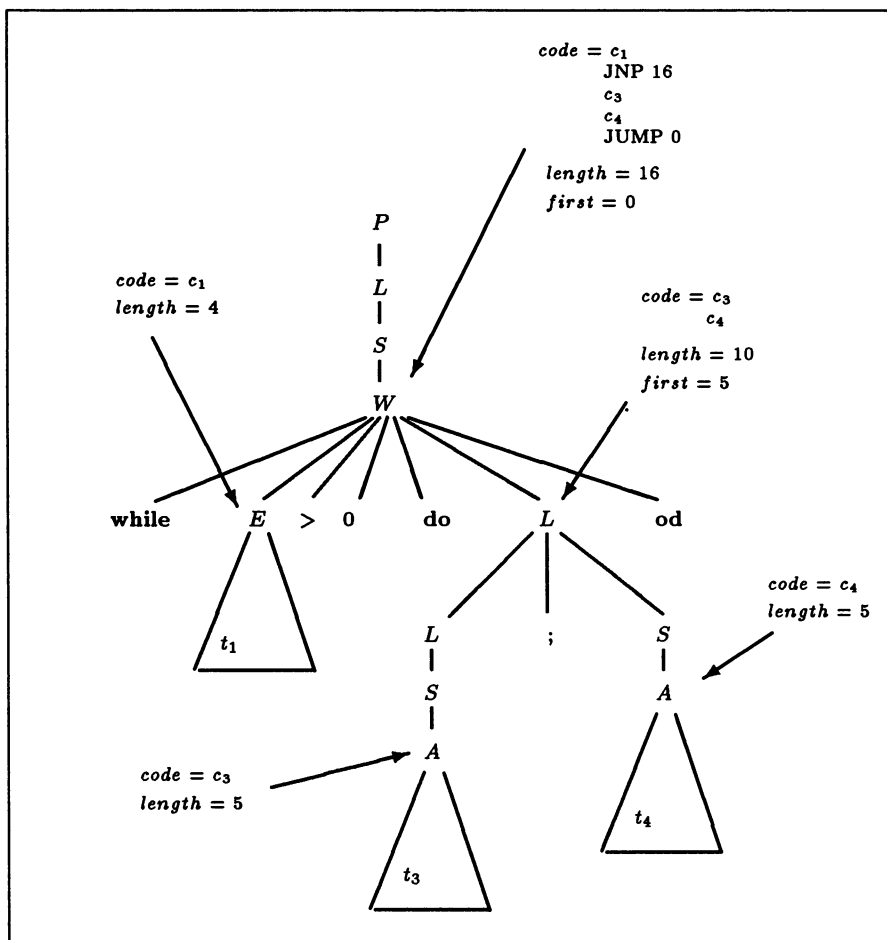 code = c₁
JNP 16
c₃
c₄
JUMP 0
length = 16
first = 0
P
L
S
W
code = c₁
length = 4
code = c₃
c₄
length = 10
first = 5
while E > 0 do L od
t₁
L ; S
code = c₄
length = 5
S
A
A
code = c₃
length = 5
t₄
t₃